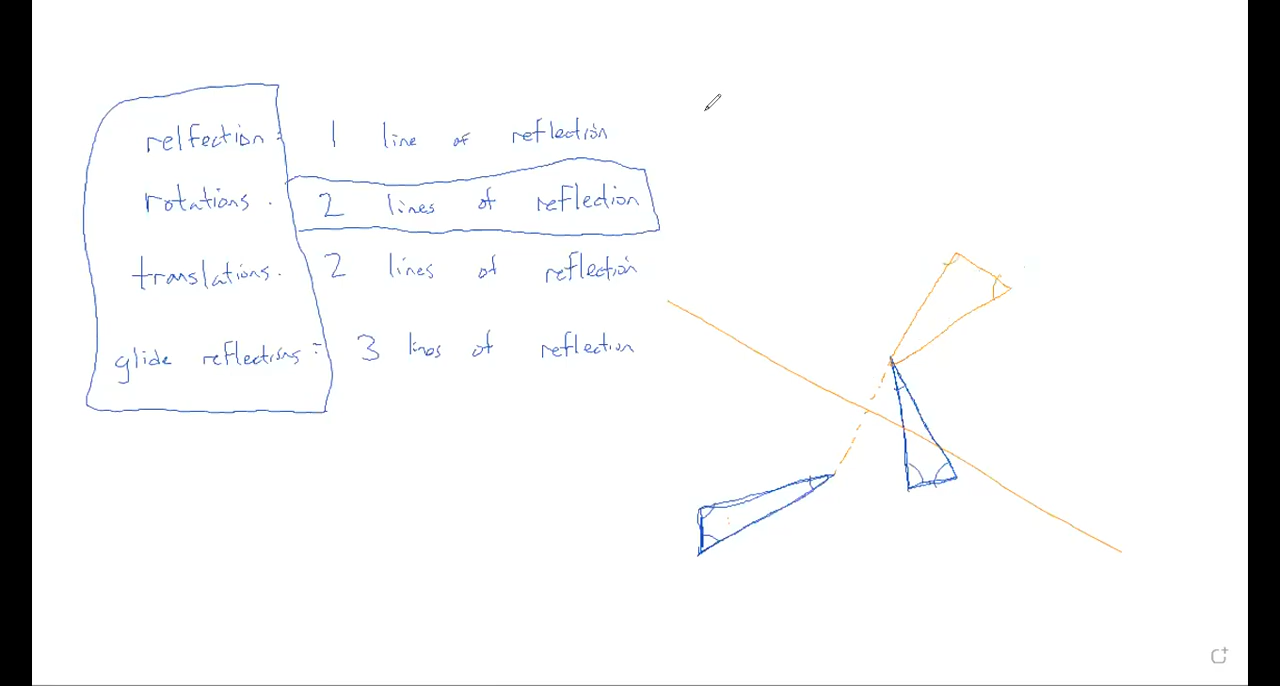 relfection: 1 line of reflection
rotations. 2 lines of reflection
translations. 2 lines of reflection
glide reflections = 3 lines of reflection